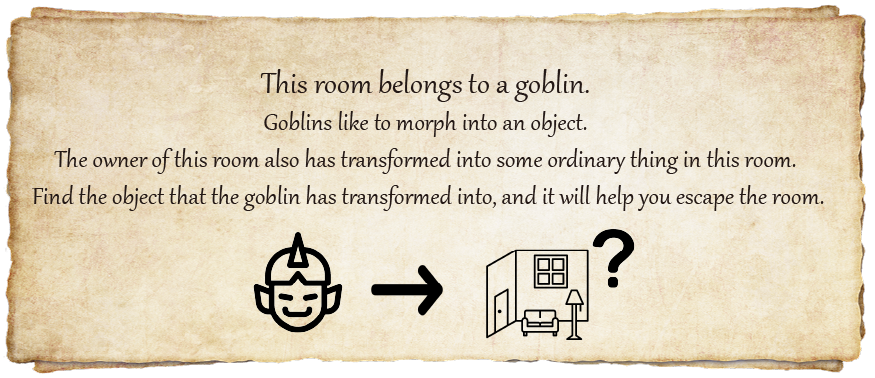 This room belongs to a goblin.
Goblins like to morph into an object.
The owner of this room also has transformed into some ordinary thing in this room.
Find the object that the goblin has transformed into, and it will help you escape the room.
?